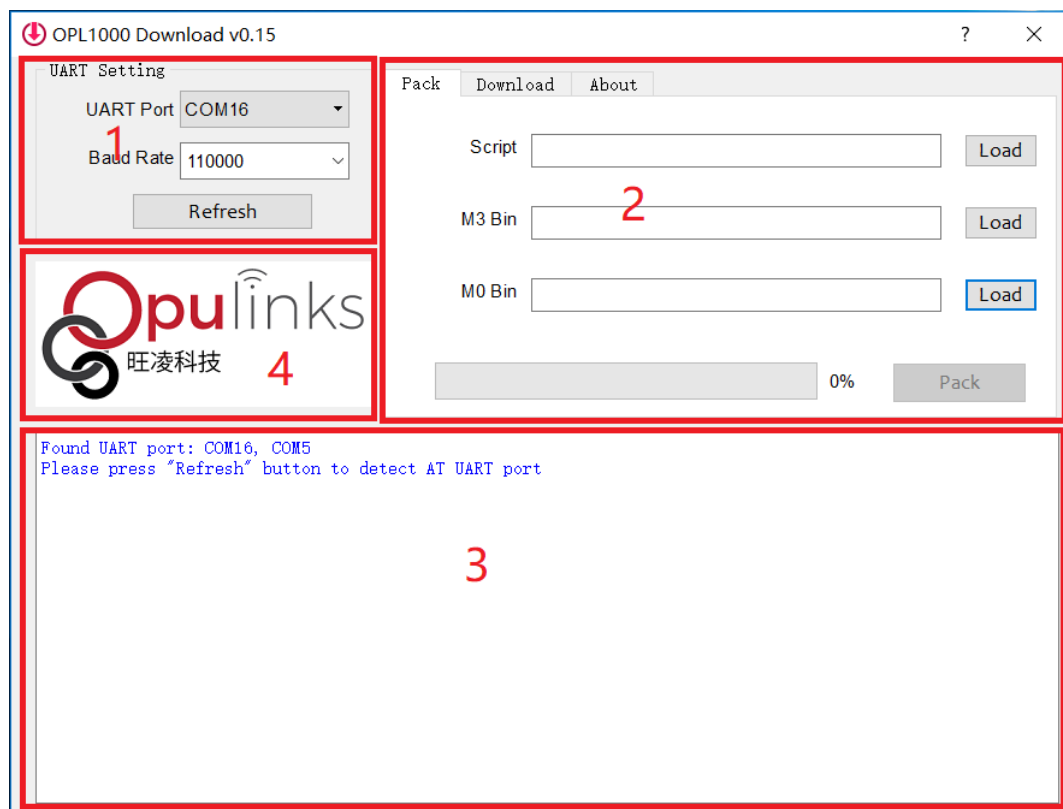 OPL1000 Download v0.15
?
UART Setting
UART Port COM16
Baud Rate 110000
Refresh
1
Pack Download About
Script Load
M3 Bin Load
M0 Bin Load
0% Pack
2
Opulinks
旺凌科技
4
Found UART port: COM16, COM5
Please press "Refresh" button to detect AT UART port
3